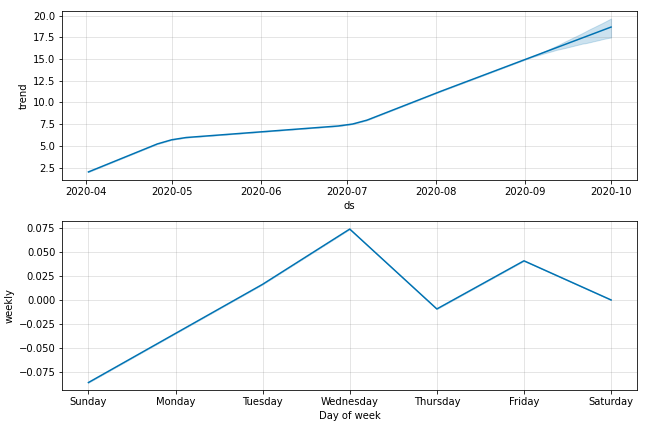 20.0
17.5
15.0
12.5
10.0
7.5
5.0
2.5
trend
2020-04 2020-05 2020-06 2020-07 2020-08 2020-09 2020-10
ds
0.075
0.050
0.025
0.000
-0.025
-0.050
-0.075
weekly
Sunday Monday Tuesday Wednesday Thursday Friday Saturday
Day of week